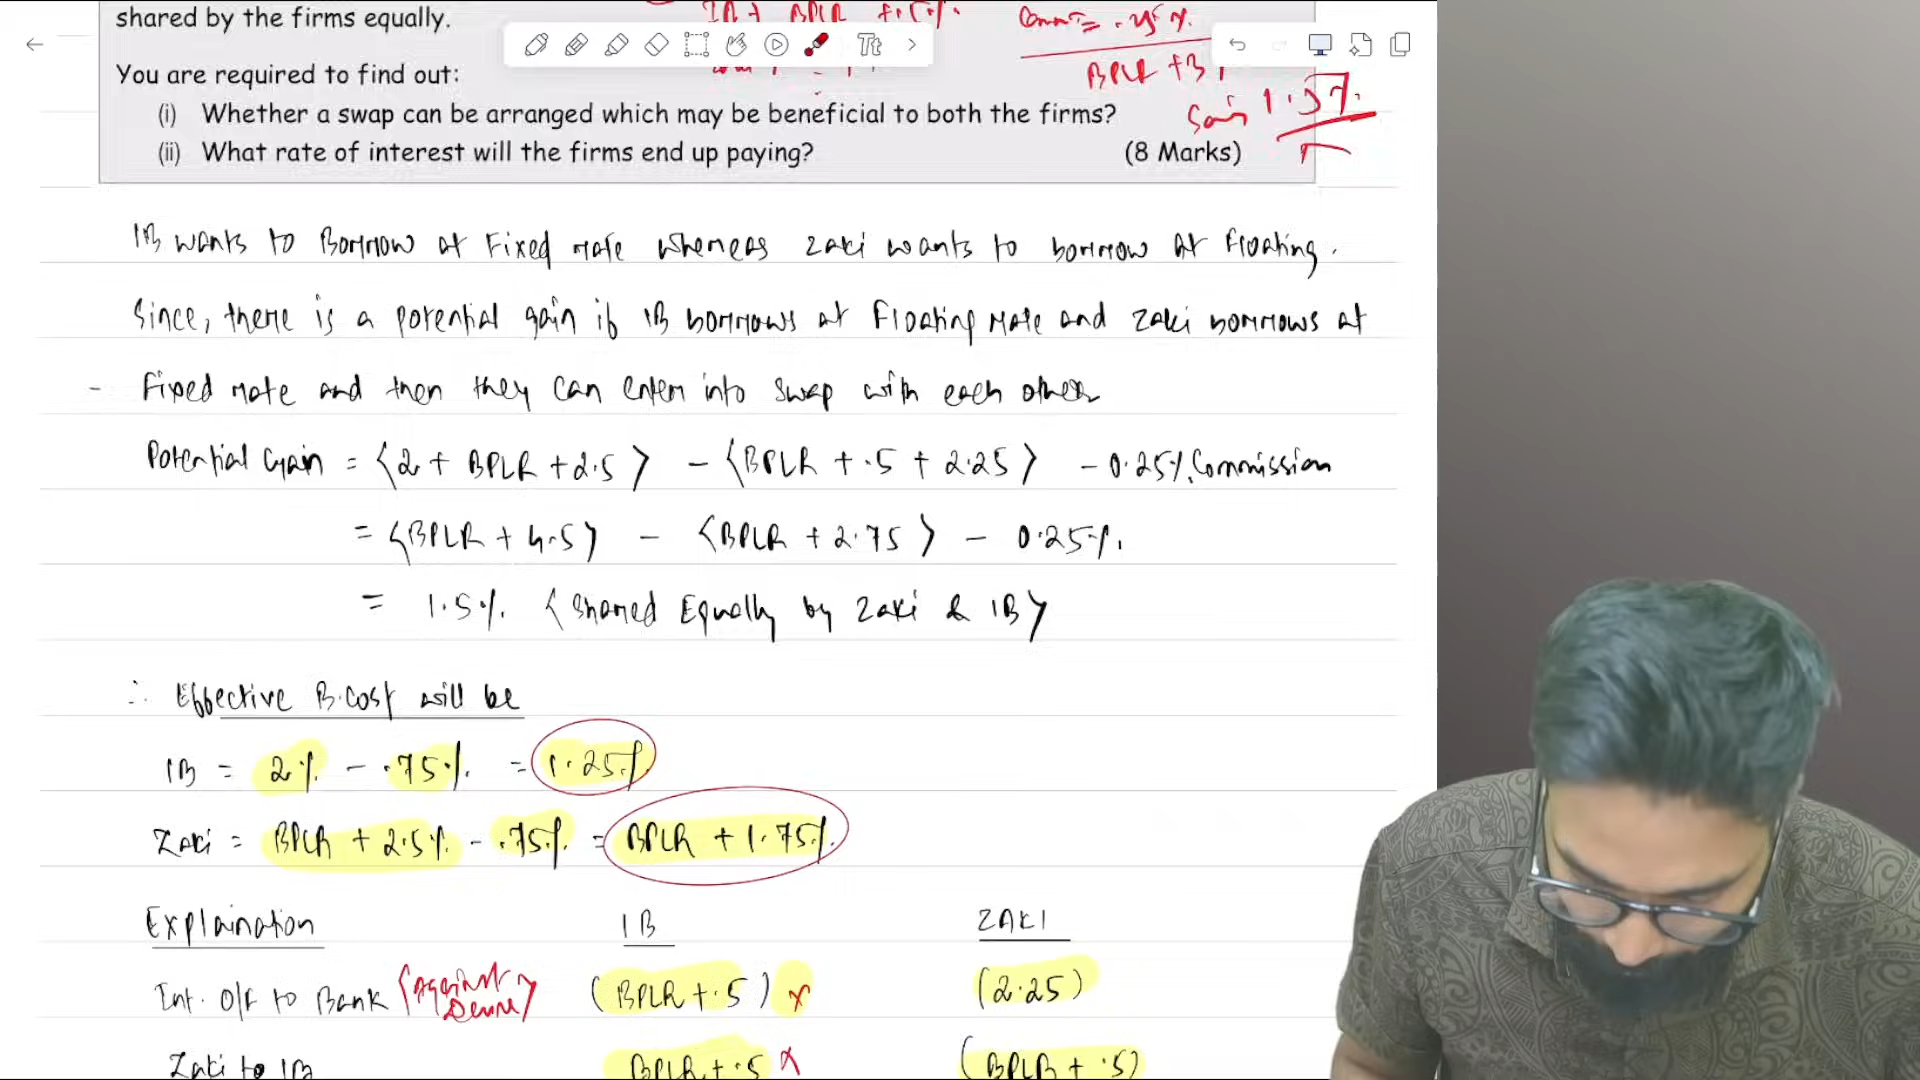 shared by the firms equally.
You are required to find out:
(i) Whether a swap can be arranged which may be beneficial to both the firms?
(ii) What rate of interest will the firms end up paying? (8 Marks)
BPLR + 3
Gain 1.5%.
Tt
IB wants to Borrow at Fixed rate whereas Zaki wants to borrow at Floating.
Since, there is a potential gain if IB borrows at Floating rate and Zaki borrows at
- Fixed rate and then they can enter into swap with each other
Potential Gain = (2 + BPLR + 2.5) - (BPLR + .5 + 2.25) - 0.25% Commission
= (BPLR + 4.5) - (BPLR + 2.75) - 0.25%.
= 1.5%. (Shared Equally by Zaki & IB)
∴ Effective B.Cost will be
IB = 2% - .75%. = 1.25%
Zaki = BPLR + 2.5% - .75%. = BPLR + 1.75%.
Explaination IB ZAKI
Int. O/F to Bank (Against Desire) (BPLR + .5) x (2.25)
Zaki to IB BPLR + .5 x (BPLR + .5)